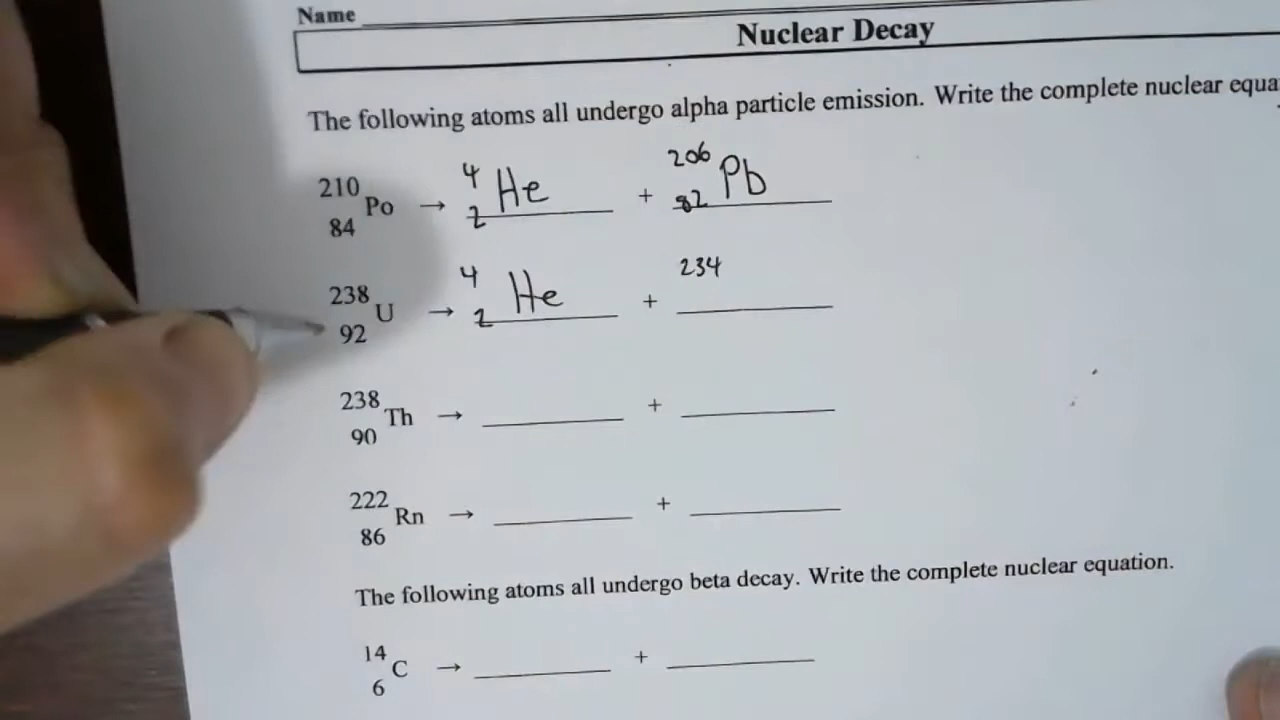 Name
Nuclear Decay
The following atoms all undergo alpha particle emission. Write the complete nuclear equa
210 84 Po → 4 2 He + 206 82 Pb
238 92 U → 4 2 He + 234
238 90 Th → +
222 86 Rn → +
The following atoms all undergo beta decay. Write the complete nuclear equation.
14 6 C → +